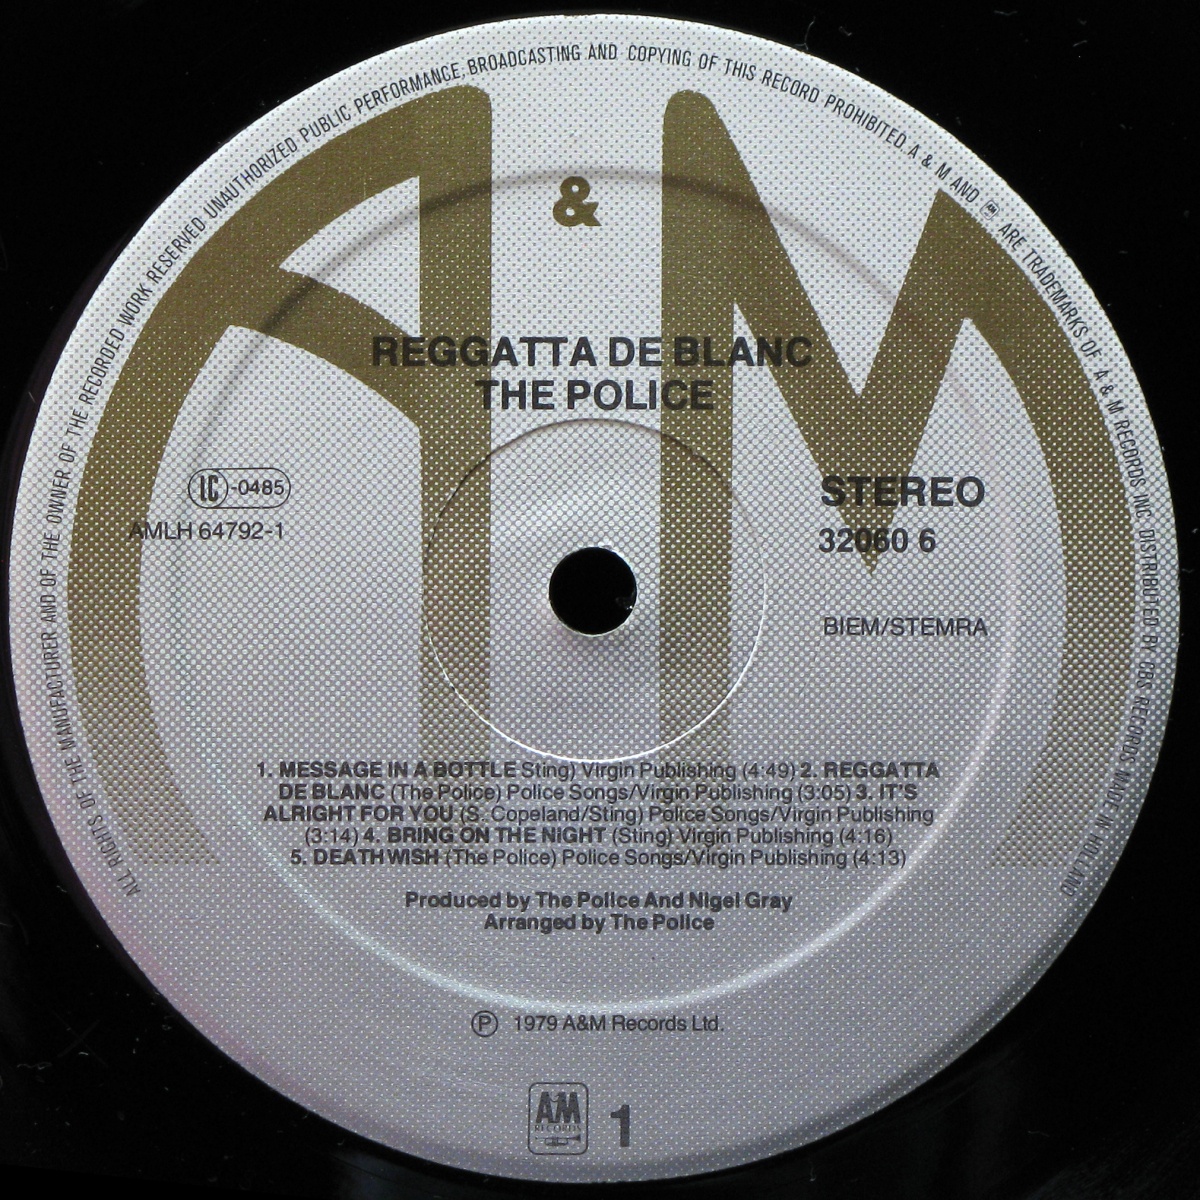 ALL RIGHTS OF THE MANUFACTURER AND OF THE OWNER OF THE RECORDED WORK RESERVED UNAUTHORIZED PUBLIC PERFORMANCE, BROADCASTING AND COPYING OF THIS RECORD PROHIBITED. A & M AND AM ARE TRADEMARKS OF A & M RECORDS INC. DISTRIBUTED BY CBS RECORDS. MADE IN HOLLAND
A & M
REGGATTA DE BLANC
THE POLICE
LC-0485
AMLH 64792-1
STEREO
32060 6
BIEM/STEMRA
1. MESSAGE IN A BOTTLE Sting) Virgin Publishing (4:49) 2. REGGATTA
DE BLANC (The Police) Police Songs/Virgin Publishing (3:05) 3. IT'S
ALRIGHT FOR YOU (S. Copeland/Sting) Police Songs/Virgin Publishing
(3:14) 4. BRING ON THE NIGHT (Sting) Virgin Publishing (4:16)
5. DEATHWISH (The Police) Police Songs/Virgin Publishing (4:13)
Produced by The Police And Nigel Gray
Arranged by The Police
℗ 1979 A&M Records Ltd.
AM
RECORDS
1